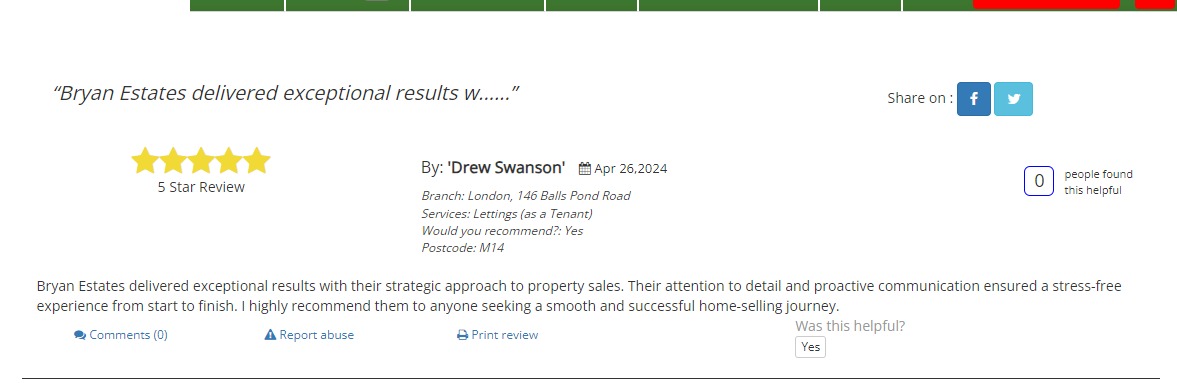 “Bryan Estates delivered exceptional results w......”
Share on :
5 Star Review
By: 'Drew Swanson' Apr 26,2024
Branch: London, 146 Balls Pond Road
Services: Lettings (as a Tenant)
Would you recommend?: Yes
Postcode: M14
0 people found
this helpful
Bryan Estates delivered exceptional results with their strategic approach to property sales. Their attention to detail and proactive communication ensured a stress-free
experience from start to finish. I highly recommend them to anyone seeking a smooth and successful home-selling journey.
Comments (0) Report abuse Print review
Was this helpful?
Yes